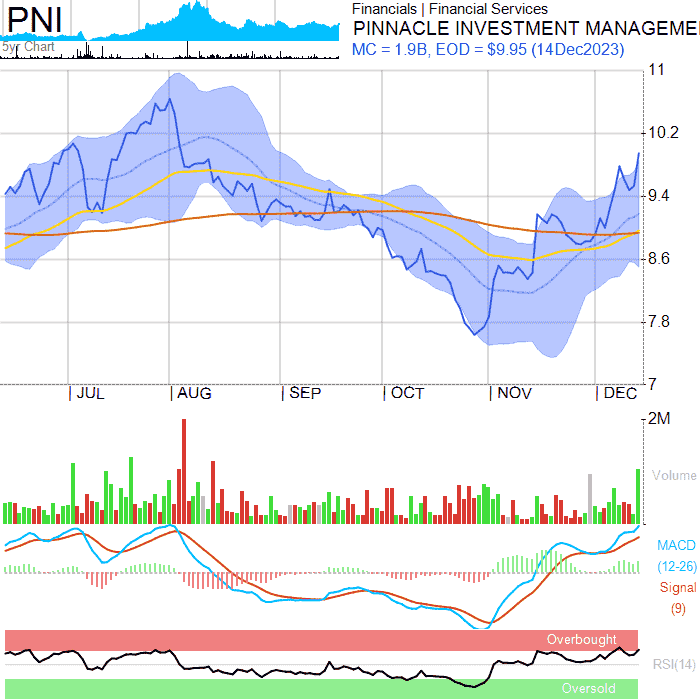 PNI
5yr Chart
Financials | Financial Services
PINNACLE INVESTMENT MANAGEME
MC = 1.9B, EOD = $9.95 (14Dec2023)
11
10.2
9.4
8.6
7.8
7
JUL AUG SEP OCT NOV DEC
2M
Volume
MACD
(12-26)
Signal
(9)
Overbought
RSI(14)
Oversold